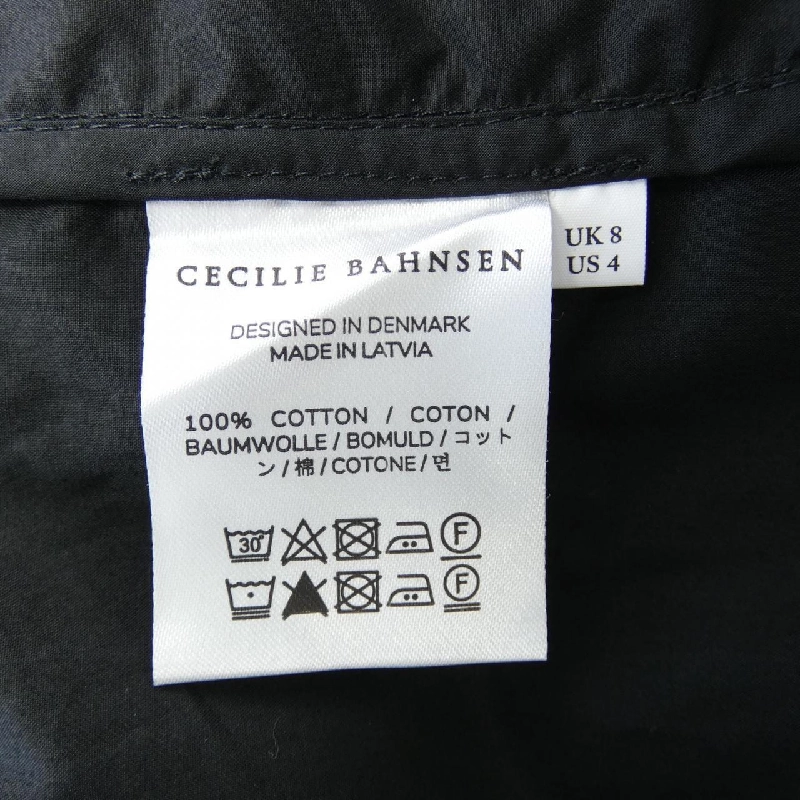 CECILIE BAHNSEN
UK 8
US 4
DESIGNED IN DENMARK
MADE IN LATVIA
100% COTTON / COTON /
BAUMWOLLE / BOMULD / コット
ン / 棉 / COTONE / 면
30° F
F